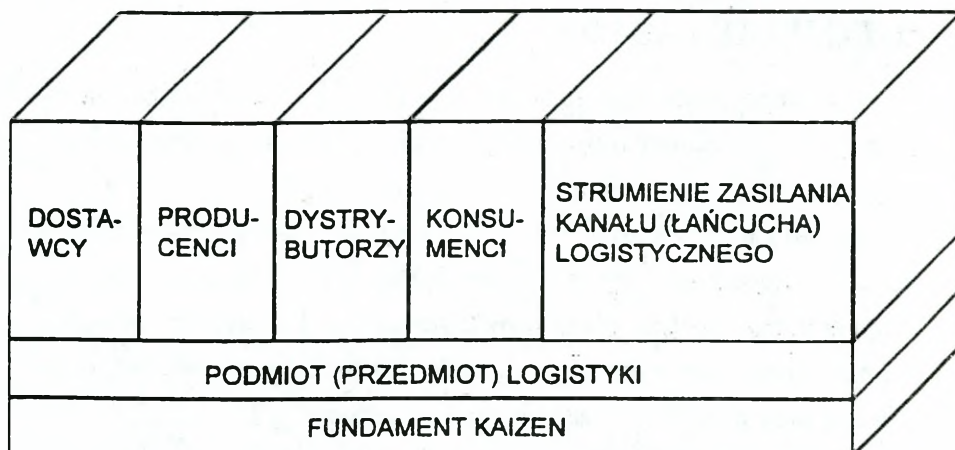 DOSTA-
WCY
PRODU-
CENCI
DYSTRY-
BUTORZY
KONSU-
MENCI
STRUMIENIE ZASILANIA
KANAŁU (ŁAŃCUCHA)
LOGISTYCZNEGO
PODMIOT (PRZEDMIOT) LOGISTYKI
FUNDAMENT KAIZEN